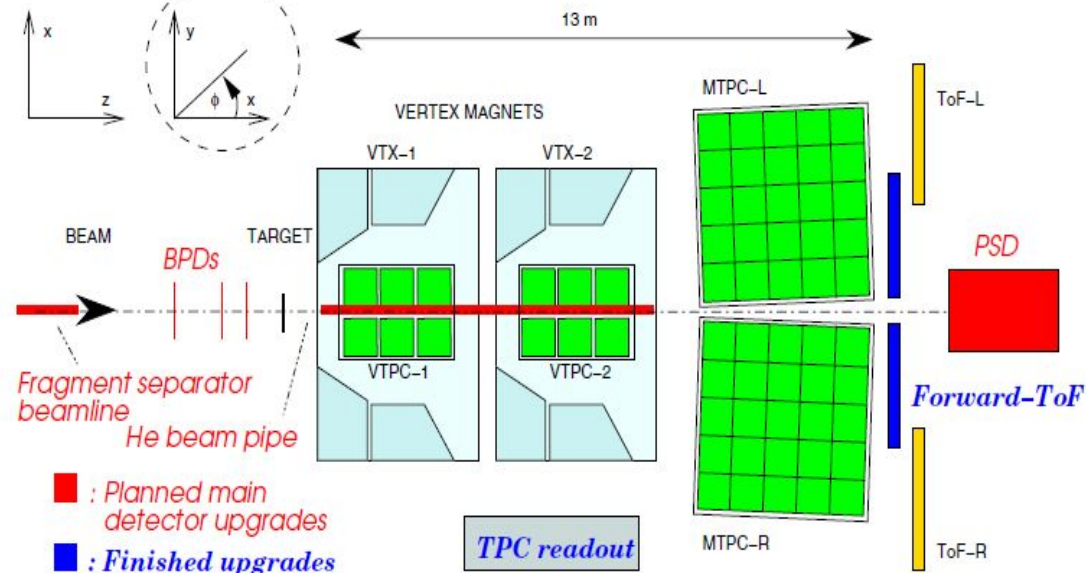 13 m
x
y
z
ϕ
x
MTPC-L
ToF-L
VERTEX MAGNETS
VTX-1
VTX-2
BEAM
BPDs
TARGET
PSD
VTPC-1
VTPC-2
Fragment separator
beamline
He beam pipe
Forward-ToF
: Planned main
detector upgrades
TPC readout
MTPC-R
ToF-R
: Finished upgrades